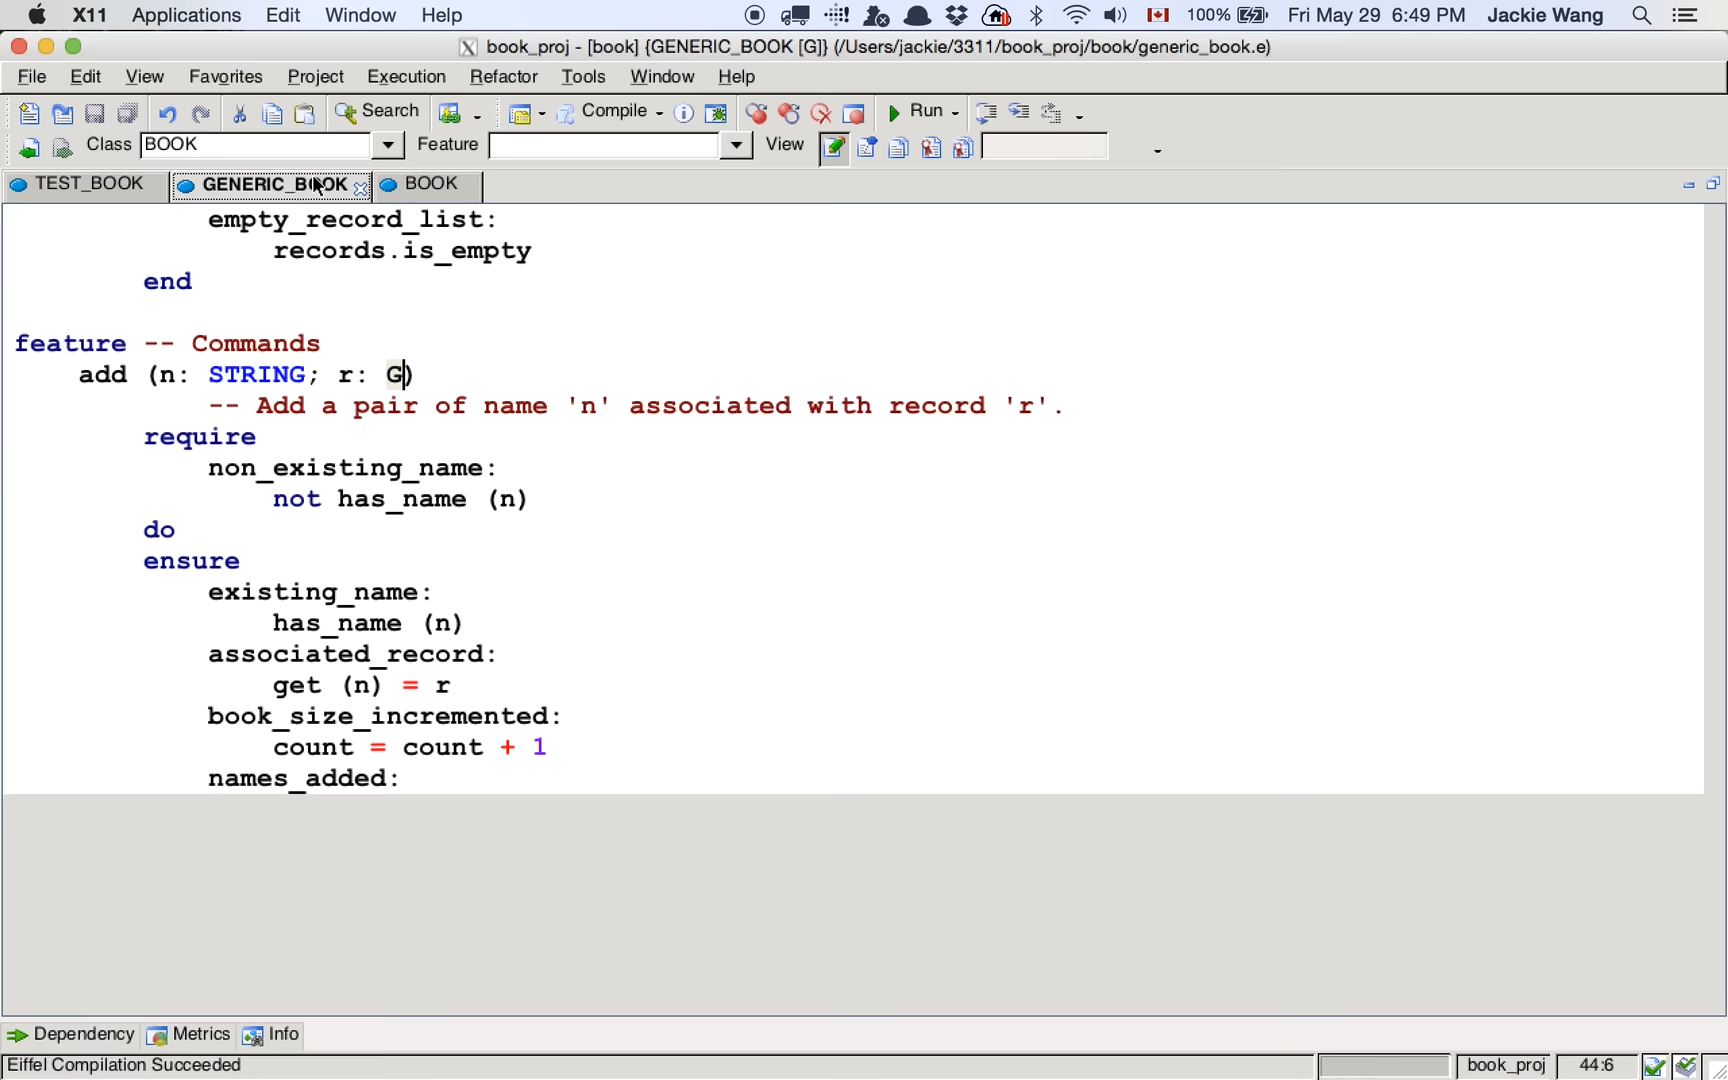 X11 Applications Edit Window Help 100% Fri May 29 6:49 PM Jackie Wang
book_proj - [book] {GENERIC_BOOK [G]} (/Users/jackie/3311/book_proj/book/generic_book.e)
File Edit View Favorites Project Execution Refactor Tools Window Help
Search Compile Run
Class BOOK Feature View
TEST_BOOK GENERIC_BOOK BOOK
empty_record_list:
records.is_empty
end
feature -- Commands
add (n: STRING; r: G)
-- Add a pair of name 'n' associated with record 'r'.
require
non_existing_name:
not has_name (n)
do
ensure
existing_name:
has_name (n)
associated_record:
get (n) = r
book_size_incremented:
count = count + 1
names_added:
Dependency Metrics Info
Eiffel Compilation Succeeded book_proj 44:6